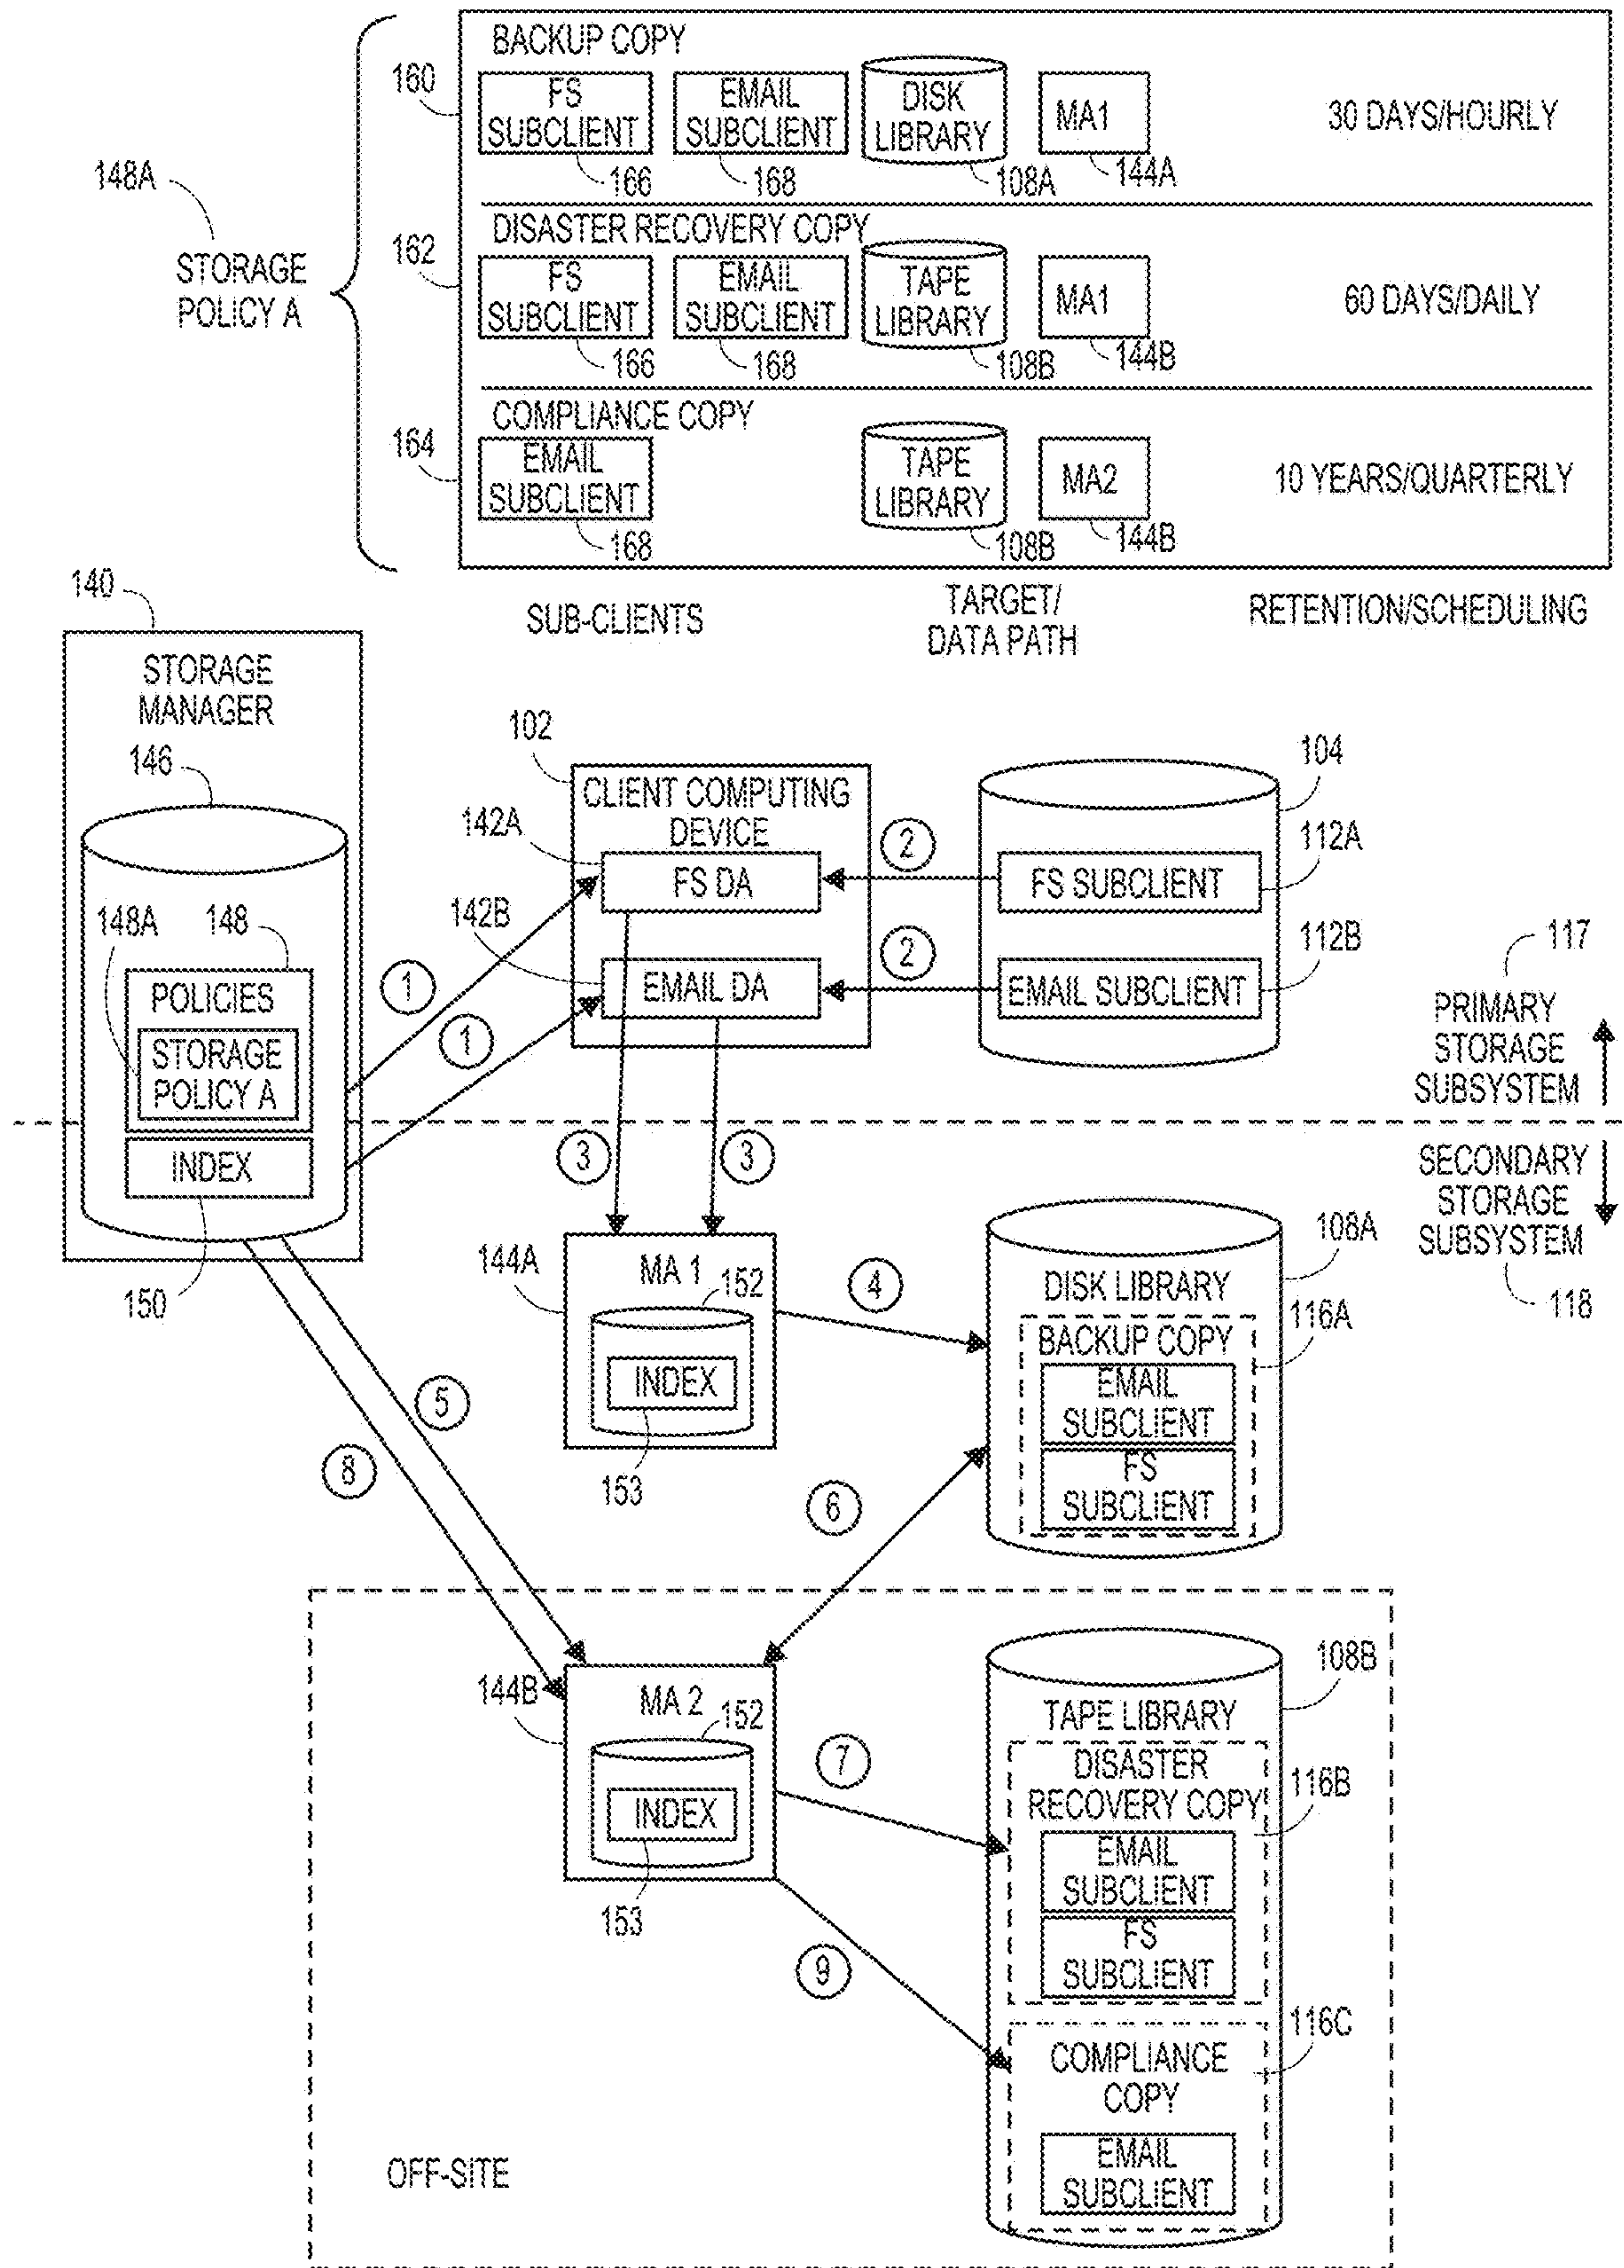 BACKUP COPY
160
FS
SUBCLIENT
166
EMAIL
SUBCLIENT
168
DISK
LIBRARY
108A
MA1
144A
30 DAYS/HOURLY
148A
STORAGE
POLICY A
DISASTER RECOVERY COPY
162
FS
SUBCLIENT
166
EMAIL
SUBCLIENT
168
TAPE
LIBRARY
108B
MA1
144B
60 DAYS/DAILY
COMPLIANCE COPY
164
EMAIL
SUBCLIENT
168
TAPE
LIBRARY
108B
MA2
144B
10 YEARS/QUARTERLY
SUB-CLIENTS
TARGET/
DATA PATH
RETENTION/SCHEDULING
140
STORAGE
MANAGER
146
148A
148
POLICIES
STORAGE
POLICY A
INDEX
150
102
CLIENT COMPUTING
DEVICE
142A
FS DA
142B
EMAIL DA
104
112A
FS SUBCLIENT
112B
EMAIL SUBCLIENT
1
1
2
2
117
PRIMARY
STORAGE
SUBSYSTEM
SECONDARY
STORAGE
SUBSYSTEM
118
3
3
144A
MA 1
152
INDEX
153
4
108A
DISK LIBRARY
116A
BACKUP COPY
EMAIL
SUBCLIENT
FS
SUBCLIENT
5
8
6
144B
MA 2
152
INDEX
153
7
9
108B
TAPE LIBRARY
DISASTER
RECOVERY COPY
116B
EMAIL
SUBCLIENT
FS
SUBCLIENT
116C
COMPLIANCE
COPY
EMAIL
SUBCLIENT
OFF-SITE